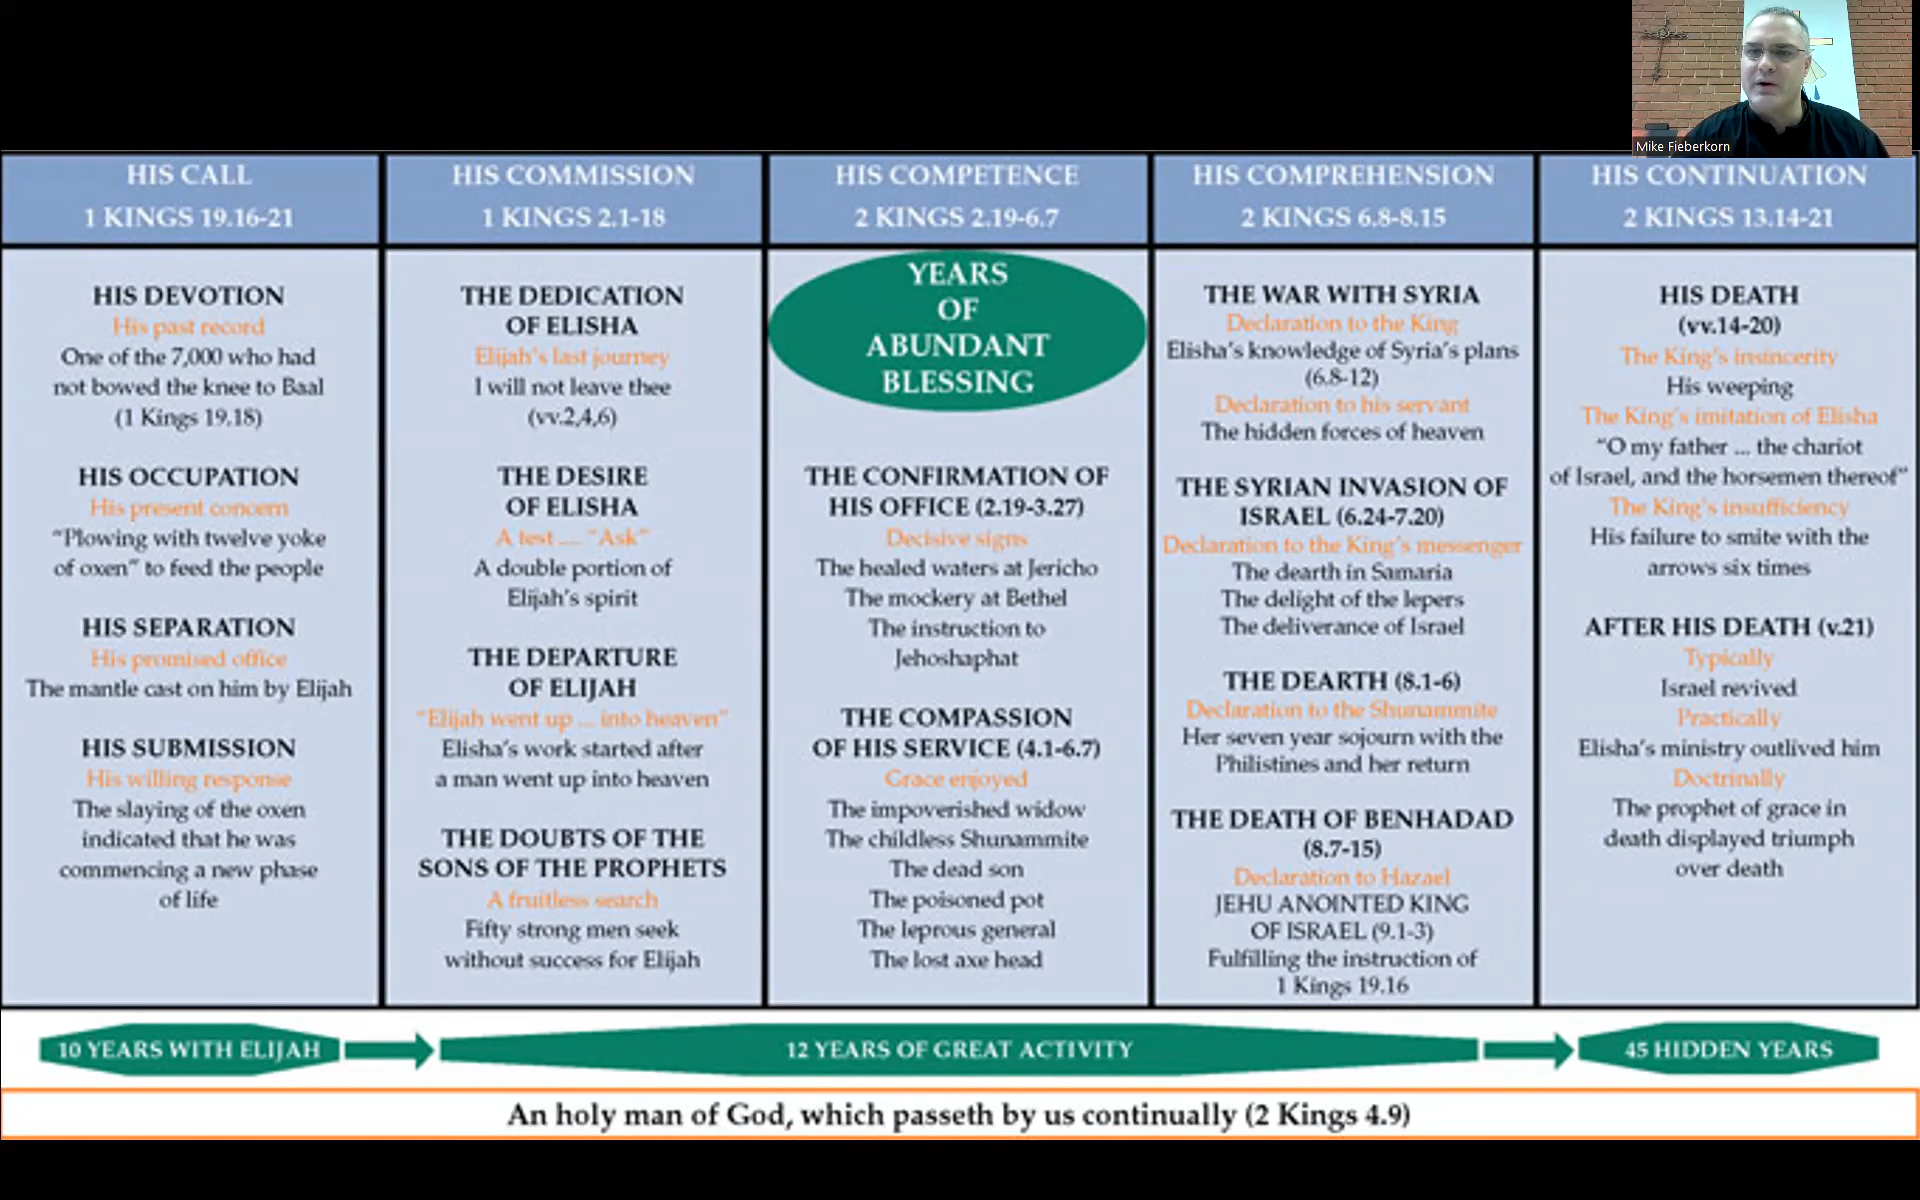 Mike Fieberkorn
HIS CALL
1 KINGS 19.16-21
HIS DEVOTION
His past record
One of the 7,000 who had
not bowed the knee to Baal
(1 Kings 19.18)
HIS OCCUPATION
His present concern
“Plowing with twelve yoke
of oxen” to feed the people
HIS SEPARATION
His promised office
The mantle cast on him by Elijah
HIS SUBMISSION
His willing response
The slaying of the oxen
indicated that he was
commencing a new phase
of life
HIS COMMISSION
1 KINGS 2.1-18
THE DEDICATION
OF ELISHA
Elijah’s last journey
I will not leave thee
(vv.2,4,6)
THE DESIRE
OF ELISHA
A test ... “Ask”
A double portion of
Elijah’s spirit
THE DEPARTURE
OF ELIJAH
“Elijah went up ... into heaven”
Elisha’s work started after
a man went up into heaven
THE DOUBTS OF THE
SONS OF THE PROPHETS
A fruitless search
Fifty strong men seek
without success for Elijah
HIS COMPETENCE
2 KINGS 2.19-6.7
YEARS
OF
ABUNDANT
BLESSING
THE CONFIRMATION OF
HIS OFFICE (2.19-3.27)
Decisive signs
The healed waters at Jericho
The mockery at Bethel
The instruction to
Jehoshaphat
THE COMPASSION
OF HIS SERVICE (4.1-6.7)
Grace enjoyed
The impoverished widow
The childless Shunammite
The dead son
The poisoned pot
The leprous general
The lost axe head
HIS COMPREHENSION
2 KINGS 6.8-8.15
THE WAR WITH SYRIA
Declaration to the King
Elisha’s knowledge of Syria’s plans
(6.8-12)
Declaration to his servant
The hidden forces of heaven
THE SYRIAN INVASION OF
ISRAEL (6.24-7.20)
Declaration to the King’s messenger
The dearth in Samaria
The delight of the lepers
The deliverance of Israel
THE DEARTH (8.1-6)
Declaration to the Shunammite
Her seven year sojourn with the
Philistines and her return
THE DEATH OF BENHADAD
(8.7-15)
Declaration to Hazael
JEHU ANOINTED KING
OF ISRAEL (9.1-3)
Fulfilling the instruction of
1 Kings 19.16
HIS CONTINUATION
2 KINGS 13.14-21
HIS DEATH
(vv.14-20)
The King’s insincerity
His weeping
The King’s imitation of Elisha
“O my father ... the chariot
of Israel, and the horsemen thereof”
The King’s insufficiency
His failure to smite with the
arrows six times
AFTER HIS DEATH (v.21)
Typically
Israel revived
Practically
Elisha’s ministry outlived him
Doctrinally
The prophet of grace in
death displayed triumph
over death
10 YEARS WITH ELIJAH
12 YEARS OF GREAT ACTIVITY
45 HIDDEN YEARS
An holy man of God, which passeth by us continually (2 Kings 4.9)